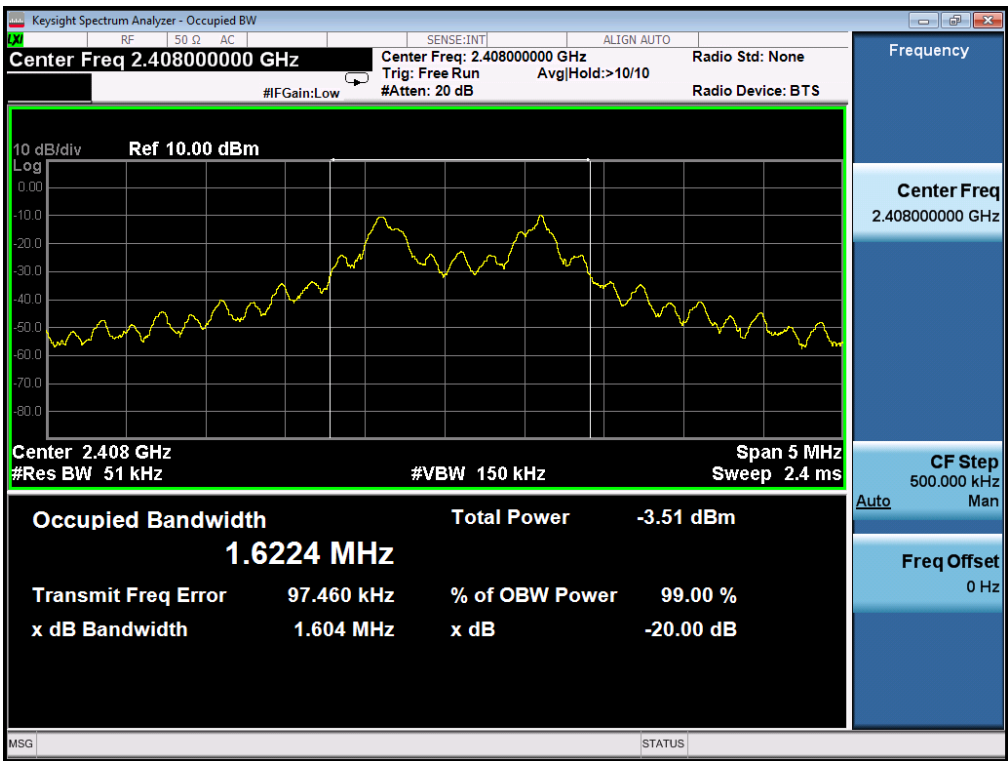 Keysight Spectrum Analyzer - Occupied BW
LXI RF 50 Ω AC SENSE:INT ALIGN AUTO
Center Freq 2.408000000 GHz
Center Freq: 2.408000000 GHz Radio Std: None
Trig: Free Run Avg|Hold:>10/10
#IFGain:Low #Atten: 20 dB Radio Device: BTS
10 dB/div Ref 10.00 dBm
Log
0.00
-10.0
-20.0
-30.0
-40.0
-50.0
-60.0
-70.0
-80.0
Center 2.408 GHz Span 5 MHz
#Res BW 51 kHz #VBW 150 kHz Sweep 2.4 ms
Occupied Bandwidth Total Power -3.51 dBm
1.6224 MHz
Transmit Freq Error 97.460 kHz % of OBW Power 99.00 %
x dB Bandwidth 1.604 MHz x dB -20.00 dB
MSG STATUS
Frequency
Center Freq
2.408000000 GHz
CF Step
500.000 kHz
Auto Man
Freq Offset
0 Hz